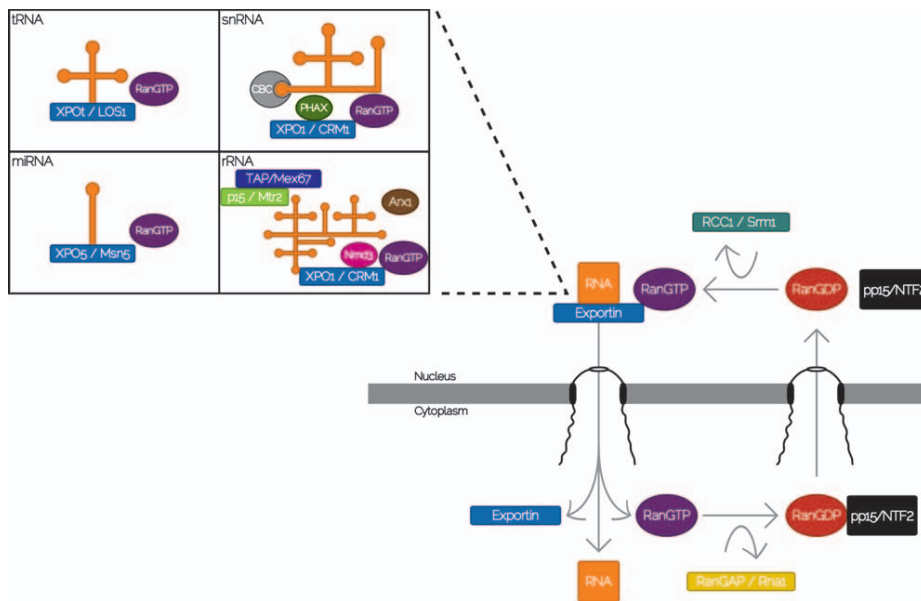 tRNA
XPOt / LOS1
RanGTP
snRNA
CBC
PHAX
RanGTP
XPO1 / CRM1
miRNA
XPO5 / Msn5
RanGTP
rRNA
TAP/Mex67
p15 / Mtr2
Arx1
Nmd3
RanGTP
XPO1 / CRM1
RCC1 / Srm1
RNA
RanGTP
RanGDP
pp15/NTF2
Exportin
Nucleus
Cytoplasm
Exportin
RanGTP
RanGDP
pp15/NTF2
RNA
RanGAP / Rna1